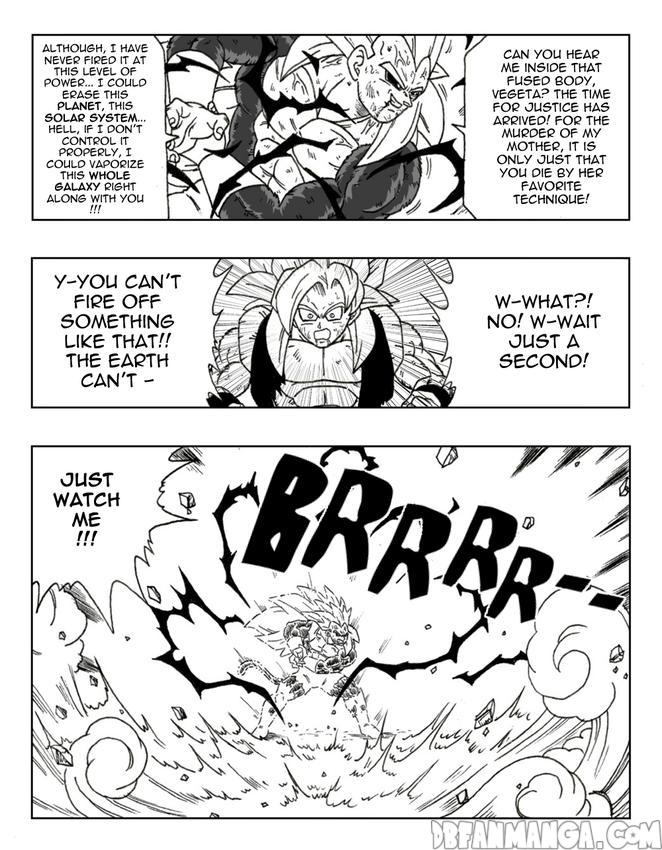 CAN YOU HEAR
ME INSIDE THAT
FUSED BODY,
VEGETA? THE TIME
FOR JUSTICE HAS
ARRIVED! FOR THE
MURDER OF MY
MOTHER, IT IS
ONLY JUST THAT
YOU DIE BY HER
FAVORITE
TECHNIQUE!
ALTHOUGH, I HAVE
NEVER FIRED IT AT
THIS LEVEL OF
POWER... I COULD
ERASE THIS
PLANET, THIS
SOLAR SYSTEM...
HELL, IF I DON'T
CONTROL IT
PROPERLY, I
COULD VAPORIZE
THIS WHOLE
GALAXY RIGHT
ALONG WITH YOU
!!!
W-WHAT?!
NO! W-WAIT
JUST A
SECOND!
Y-YOU CAN'T
FIRE OFF
SOMETHING
LIKE THAT!!
THE EARTH
CAN'T -
JUST
WATCH
ME
!!!
BRRRRR--
DBFANMANGA.COM